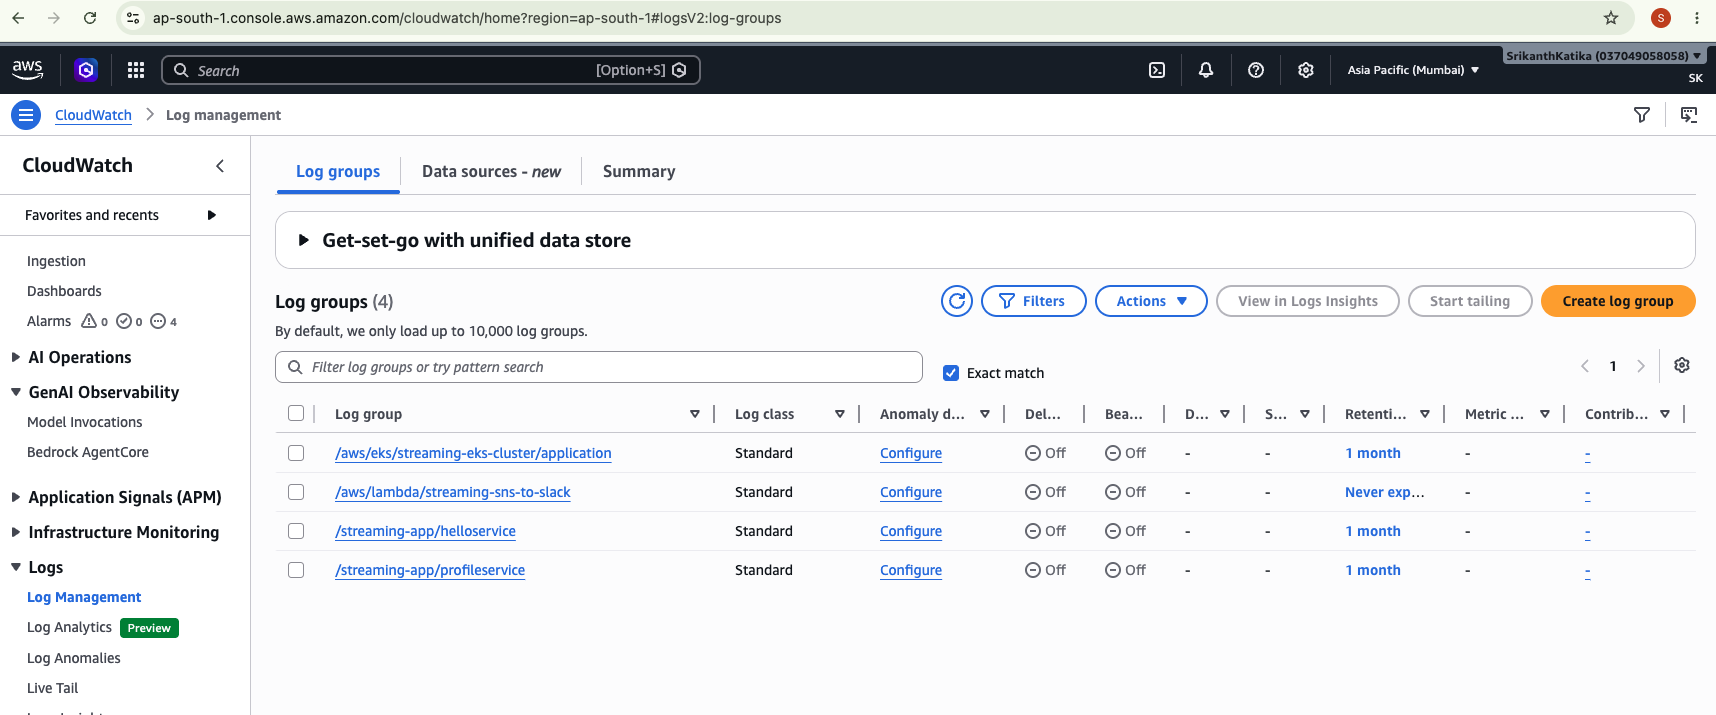 ap-south-1.console.aws.amazon.com/cloudwatch/home?region=ap-south-1#logsV2:log-groups
S
aws
Search
[Option+S]
Asia Pacific (Mumbai)
SrikanthKatika (037049058058)
SK
CloudWatch
Log management
CloudWatch
Favorites and recents
Ingestion
Dashboards
Alarms 0 0 4
AI Operations
GenAI Observability
Model Invocations
Bedrock AgentCore
Application Signals (APM)
Infrastructure Monitoring
Logs
Log Management
Log Analytics Preview
Log Anomalies
Live Tail
Log groups Data sources - new Summary
Get-set-go with unified data store
Log groups (4)
Filters Actions View in Logs Insights Start tailing Create log group
By default, we only load up to 10,000 log groups.
Filter log groups or try pattern search
Exact match
1
Log group Log class Anomaly d... Del... Bea... D... S... Retenti... Metric ... Contrib...
/aws/eks/streaming-eks-cluster/application Standard Configure Off Off - - 1 month - -
/aws/lambda/streaming-sns-to-slack Standard Configure Off Off - - Never exp... - -
/streaming-app/helloservice Standard Configure Off Off - - 1 month - -
/streaming-app/profileservice Standard Configure Off Off - - 1 month - -